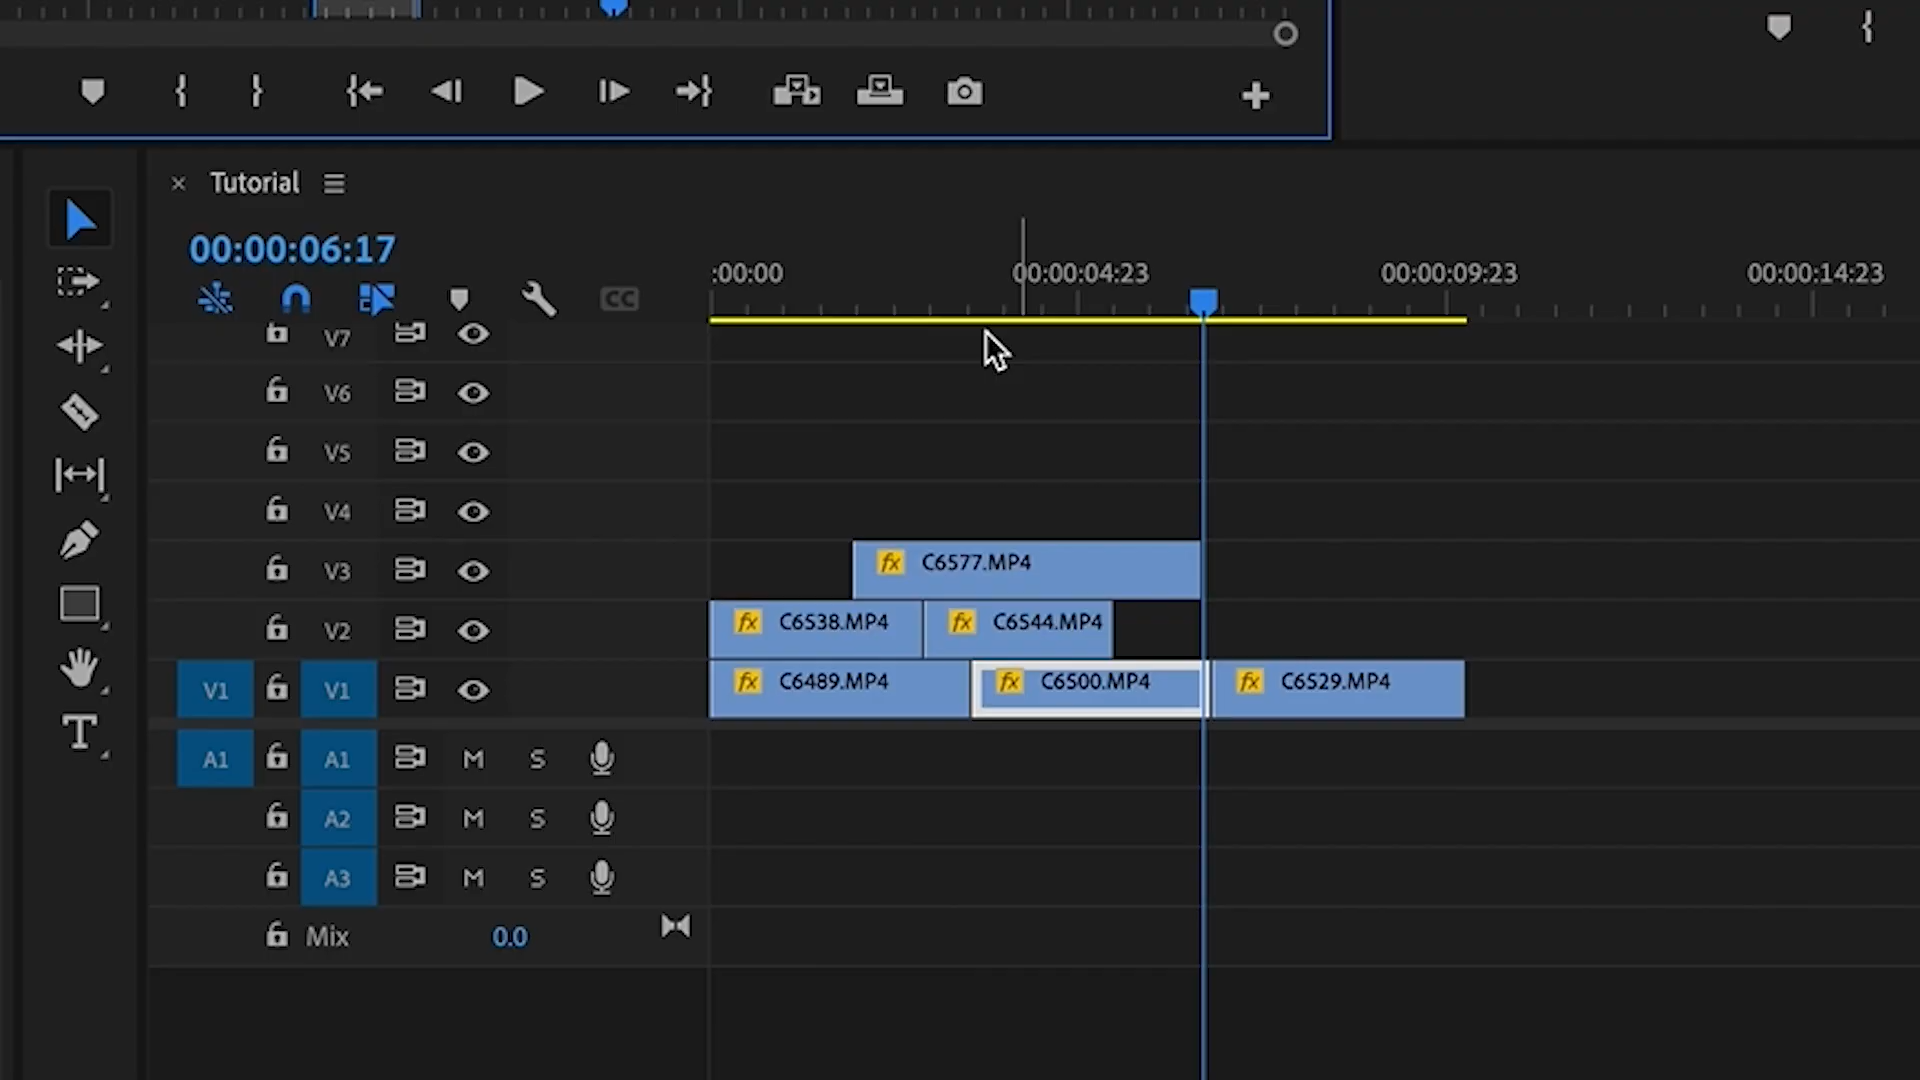 Tutorial
00:00:06:17
:00:00 00:00:04:23 00:00:09:23 00:00:14:23
CC
V7
V6
V5
V4
V3 fx C6577.MP4
V2 fx C6538.MP4 fx C6544.MP4
V1 V1 fx C6489.MP4 fx C6500.MP4 fx C6529.MP4
A1 A1 M S
A2 M S
A3 M S
Mix 0.0